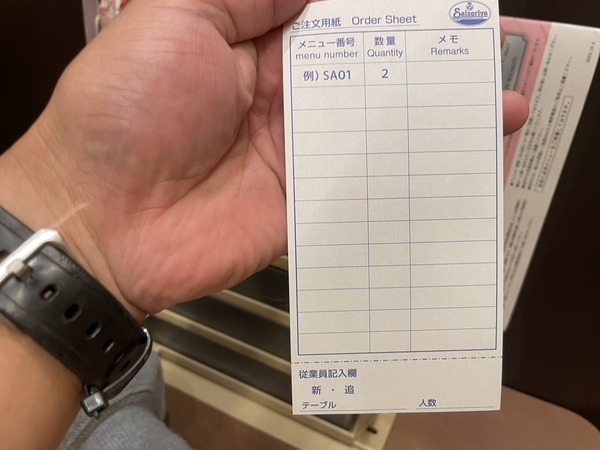 ご注文用紙 Order Sheet
Saizeriya
メニュー番号 数量 メモ
menu number Quantity Remarks
例) SA01 2
従業員記入欄
新 ・ 追
テーブル 人数